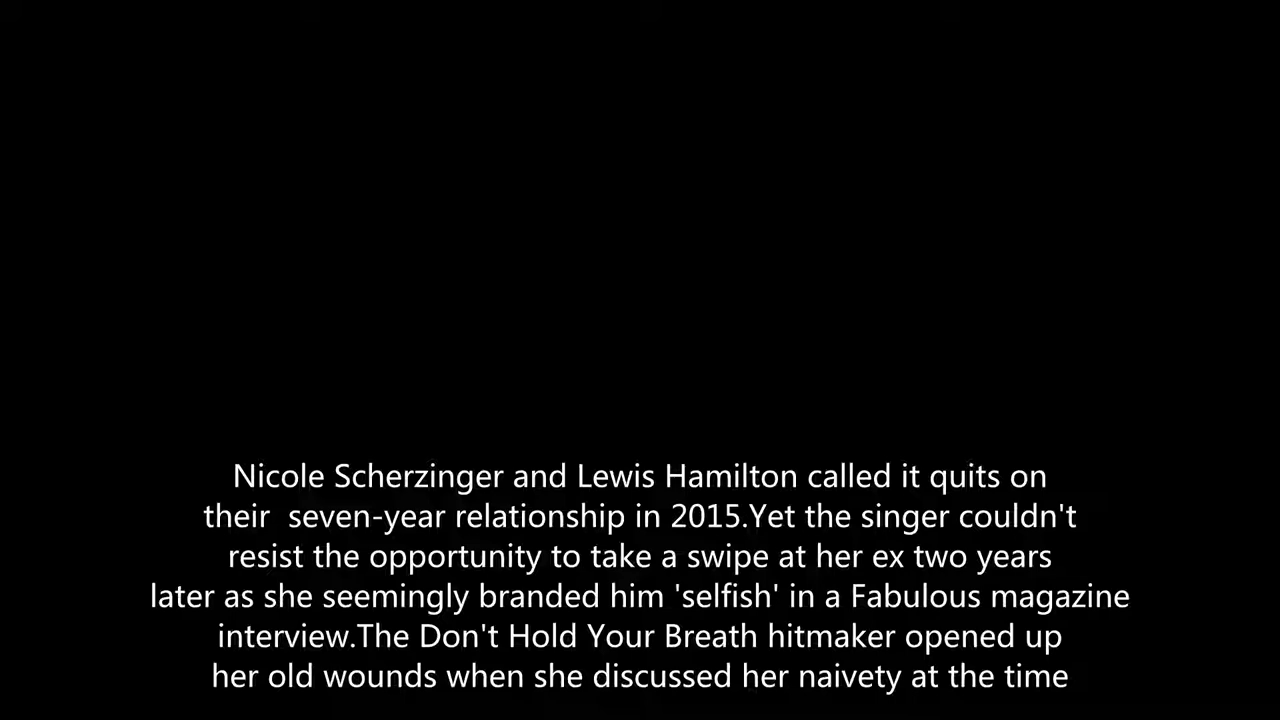 Nicole Scherzinger and Lewis Hamilton called it quits on
their  seven-year relationship in 2015.Yet the singer couldn't
resist the opportunity to take a swipe at her ex two years
later as she seemingly branded him 'selfish' in a Fabulous magazine
interview.The Don't Hold Your Breath hitmaker opened up
her old wounds when she discussed her naivety at the time